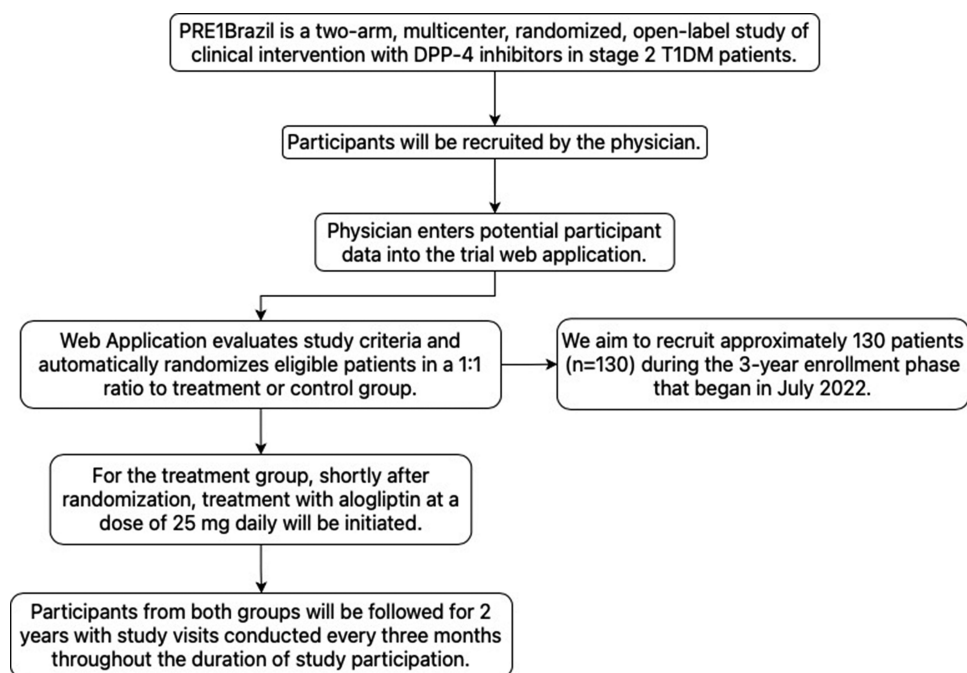 PRE1Brazil is a two-arm, multicenter, randomized, open-label study of
clinical intervention with DPP-4 inhibitors in stage 2 T1DM patients.
Participants will be recruited by the physician.
Physician enters potential participant
data into the trial web application.
Web Application evaluates study criteria and
automatically randomizes eligible patients in a 1:1
ratio to treatment or control group.
We aim to recruit approximately 130 patients
(n=130) during the 3-year enrollment phase
that began in July 2022.
For the treatment group, shortly after
randomization, treatment with alogliptin at a
dose of 25 mg daily will be initiated.
Participants from both groups will be followed for 2
years with study visits conducted every three months
throughout the duration of study participation.